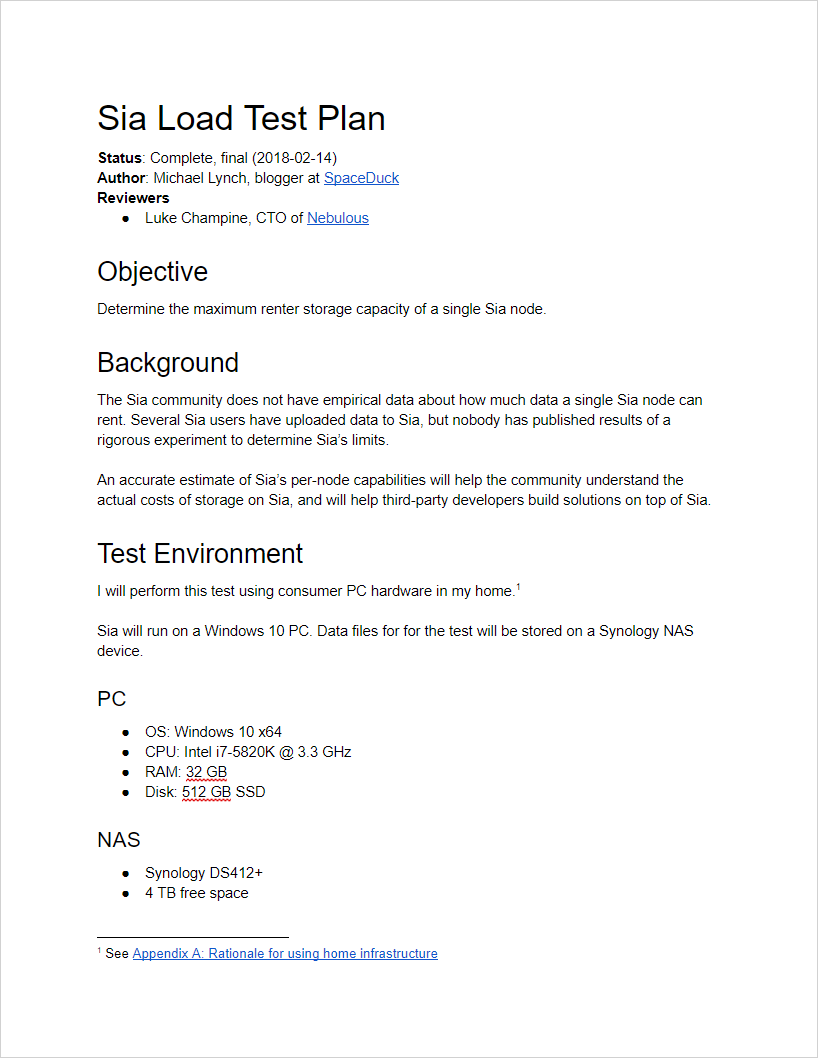 Sia Load Test Plan
Status: Complete, final (2018-02-14)
Author: Michael Lynch, blogger at SpaceDuck
Reviewers
● Luke Champine, CTO of Nebulous
Objective
Determine the maximum renter storage capacity of a single Sia node.
Background
The Sia community does not have empirical data about how much data a single Sia node can
rent. Several Sia users have uploaded data to Sia, but nobody has published results of a
rigorous experiment to determine Sia’s limits.
An accurate estimate of Sia’s per-node capabilities will help the community understand the
actual costs of storage on Sia, and will help third-party developers build solutions on top of Sia.
Test Environment
I will perform this test using consumer PC hardware in my home.¹
Sia will run on a Windows 10 PC. Data files for for the test will be stored on a Synology NAS
device.
PC
● OS: Windows 10 x64
● CPU: Intel i7-5820K @ 3.3 GHz
● RAM: 32 GB
● Disk: 512 GB SSD
NAS
● Synology DS412+
● 4 TB free space
¹ See Appendix A: Rationale for using home infrastructure